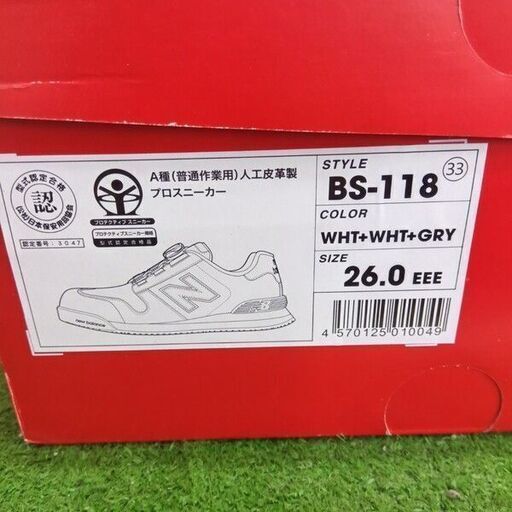 型式認定合格
認
(公社)日本保安用品協会
認定番号:3047
プロテクティブ スニーカー
プロテクティブスニーカー規格
型式認定合格品
A種(普通作業用)人工皮革製
プロスニーカー
STYLE
BS-118
33
COLOR
WHT+WHT+GRY
SIZE
26.0 EEE
4570125010049
new balance